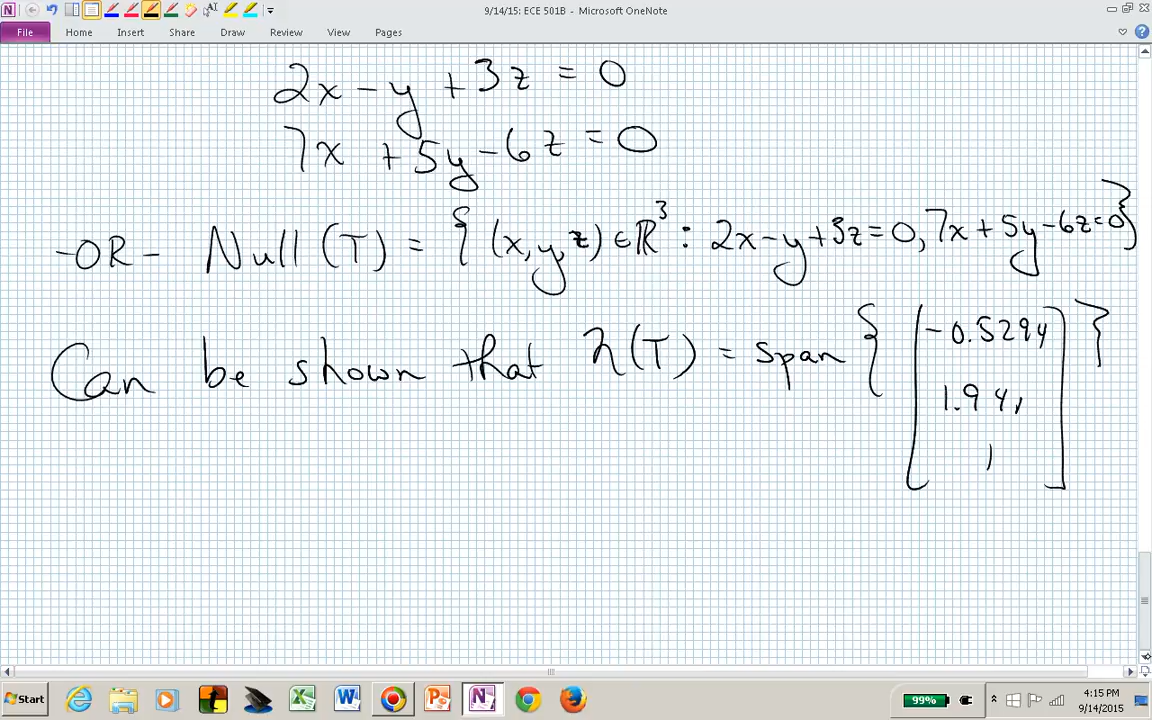 9/14/15: ECE 501B - Microsoft OneNote
File Home Insert Share Draw Review View Pages
2x - y + 3z = 0
7x + 5y - 6z = 0
-OR- Null(T) = {(x,y,z) ∈ ℝ³ : 2x-y+3z=0, 7x+5y-6z=0}
Can be shown that η(T) = span {[-0.5294
1.94
1]}
Start
99%
4:15 PM
9/14/2015